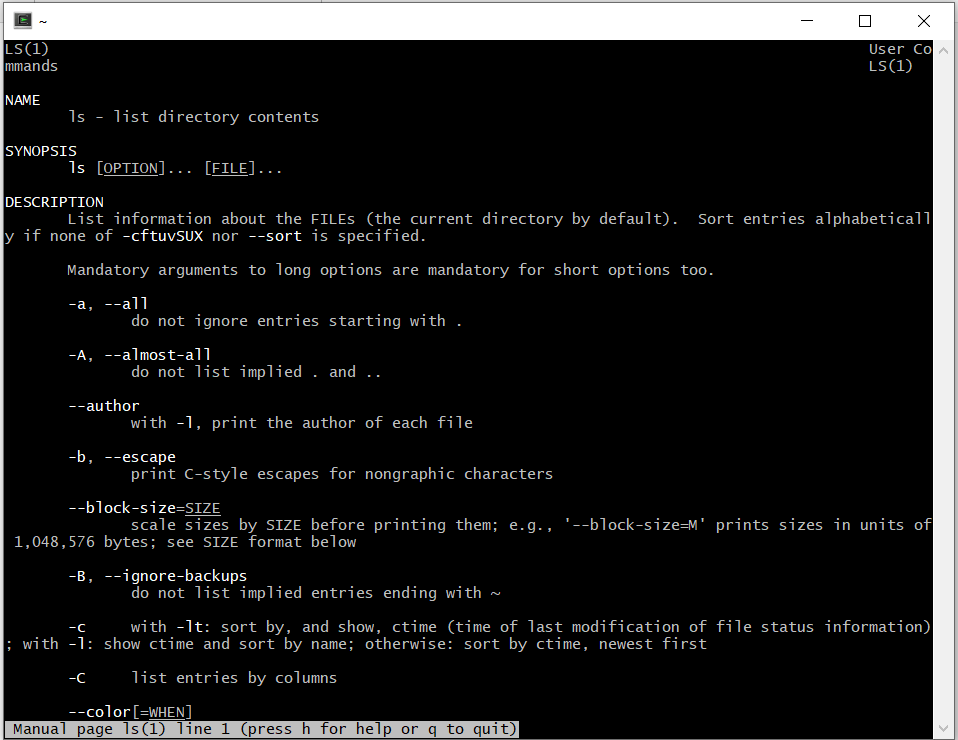 ~
LS(1) User Co
mmands LS(1)
NAME
ls - list directory contents
SYNOPSIS
ls [OPTION]... [FILE]...
DESCRIPTION
List information about the FILEs (the current directory by default).  Sort entries alphabeticall
y if none of -cftuvSUX nor --sort is specified.
Mandatory arguments to long options are mandatory for short options too.
-a, --all
do not ignore entries starting with .
-A, --almost-all
do not list implied . and ..
--author
with -l, print the author of each file
-b, --escape
print C-style escapes for nongraphic characters
--block-size=SIZE
scale sizes by SIZE before printing them; e.g., '--block-size=M' prints sizes in units of
1,048,576 bytes; see SIZE format below
-B, --ignore-backups
do not list implied entries ending with ~
-c with -lt: sort by, and show, ctime (time of last modification of file status information)
; with -l: show ctime and sort by name; otherwise: sort by ctime, newest first
-C list entries by columns
--color[=WHEN]
Manual page ls(1) line 1 (press h for help or q to quit)